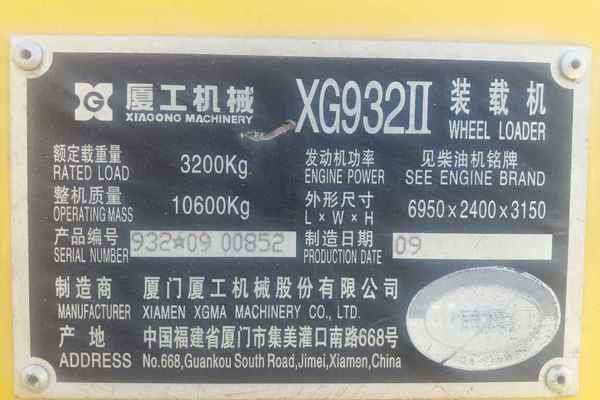 厦工机械 XG932II 装载机
XIAGONG MACHINERY WHEEL LOADER
额定载重量 3200Kg 发动机功率 见柴油机铭牌
RATED LOAD ENGINE POWER SEE ENGINE BRAND
整机质量 10600Kg 外形尺寸 6950×2400×3150
OPERATING MASS L×W×H
产品编号 932☆09 00852 制造日期 09
SERIAL NUMBER PRODUCTION DATE
制造商 厦门厦工机械股份有限公司
MANUFACTURER XIAMEN XGMA MACHINERY CO., LTD.
产地 中国福建省厦门市集美灌口南路668号
ADDRESS No.668,Guankou South Road,Jimei,Xiamen,China